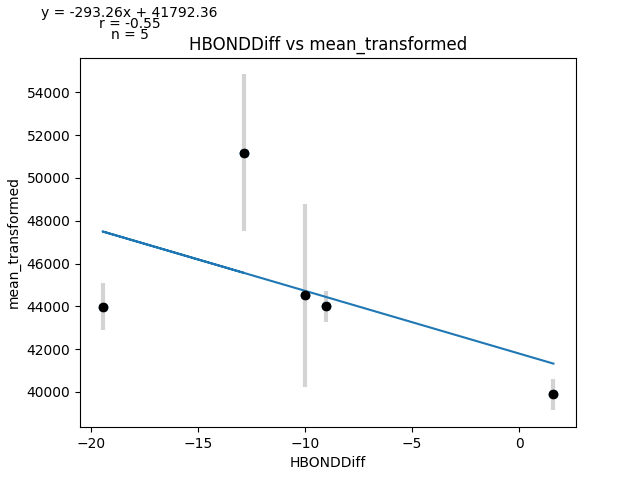 y = -293.26x + 41792.36
r = -0.55
n = 5
HBONDDiff vs mean_transformed
54000
52000
50000
48000
46000
44000
42000
40000
mean_transformed
−20
−15
−10
−5
0
HBONDDiff